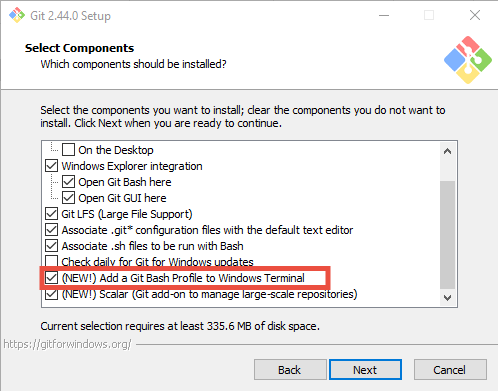 Git 2.44.0 Setup
Select Components
Which components should be installed?
Select the components you want to install; clear the components you do not want to
install. Click Next when you are ready to continue.
On the Desktop
Windows Explorer integration
Open Git Bash here
Open Git GUI here
Git LFS (Large File Support)
Associate .git* configuration files with the default text editor
Associate .sh files to be run with Bash
Check daily for Git for Windows updates
(NEW!) Add a Git Bash Profile to Windows Terminal
(NEW!) Scalar (Git add-on to manage large-scale repositories)
Current selection requires at least 335.6 MB of disk space.
https://gitforwindows.org/
Back
Next
Cancel